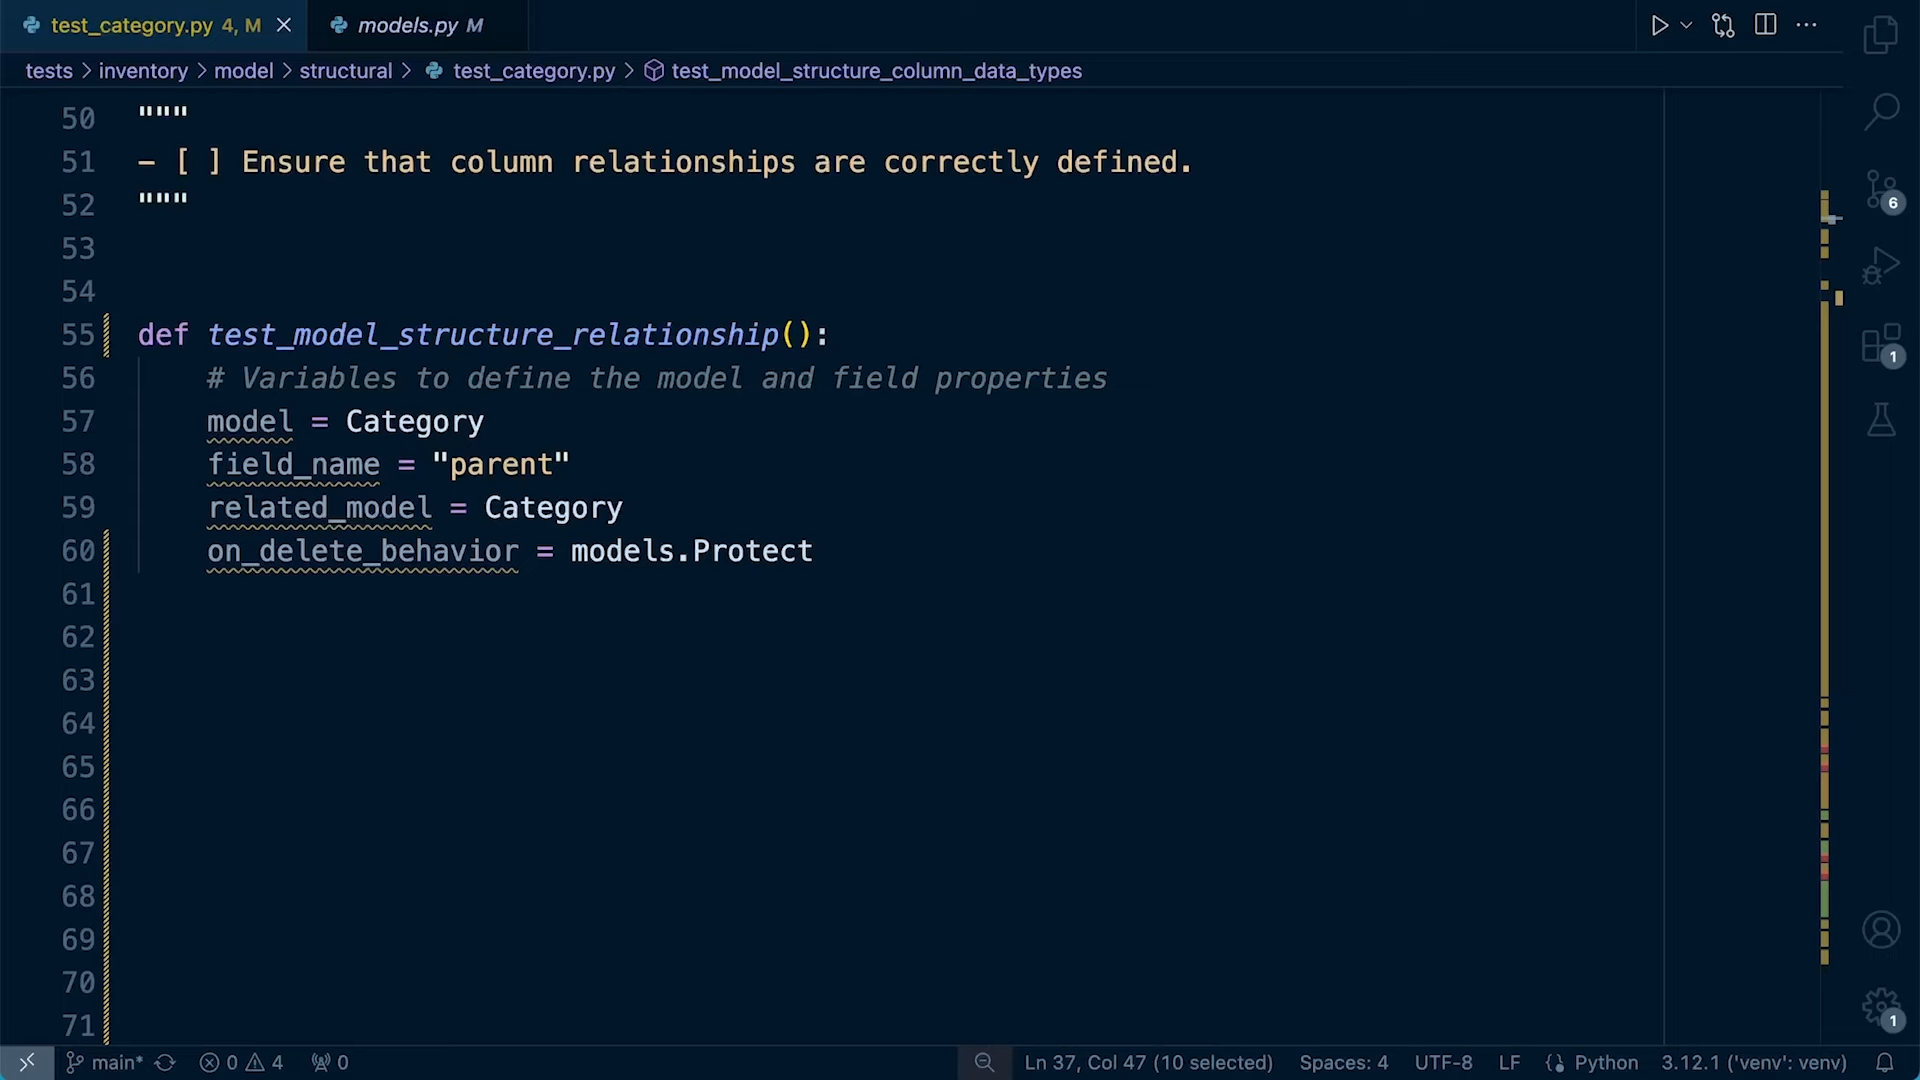 test_category.py 4, M
models.py M
tests > inventory > model > structural > test_category.py > test_model_structure_column_data_types
50 """
51 - [ ] Ensure that column relationships are correctly defined.
52 """
53
54
55 def test_model_structure_relationship():
56 # Variables to define the model and field properties
57 model = Category
58 field_name = "parent"
59 related_model = Category
60 on_delete_behavior = models.Protect
61
62
63
64
65
66
67
68
69
70
71
6
1
1
main* 0 4 0 Ln 37, Col 47 (10 selected) Spaces: 4 UTF-8 LF Python 3.12.1 ('venv': venv)